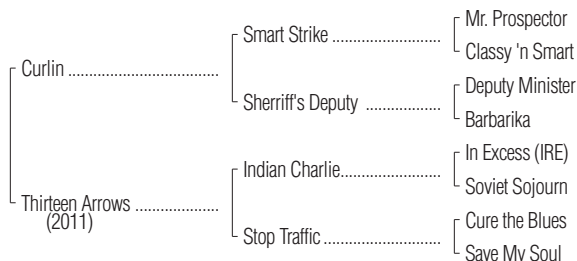 Mr. Prospector
Smart Strike ..........................
Classy 'n Smart
Curlin .....................................
Deputy Minister
Sherriff's Deputy ..................
Barbarika
In Excess (IRE)
Indian Charlie........................
Soviet Sojourn
Thirteen Arrows ....................
(2011)
Cure the Blues
Stop Traffic.............................
Save My Soul